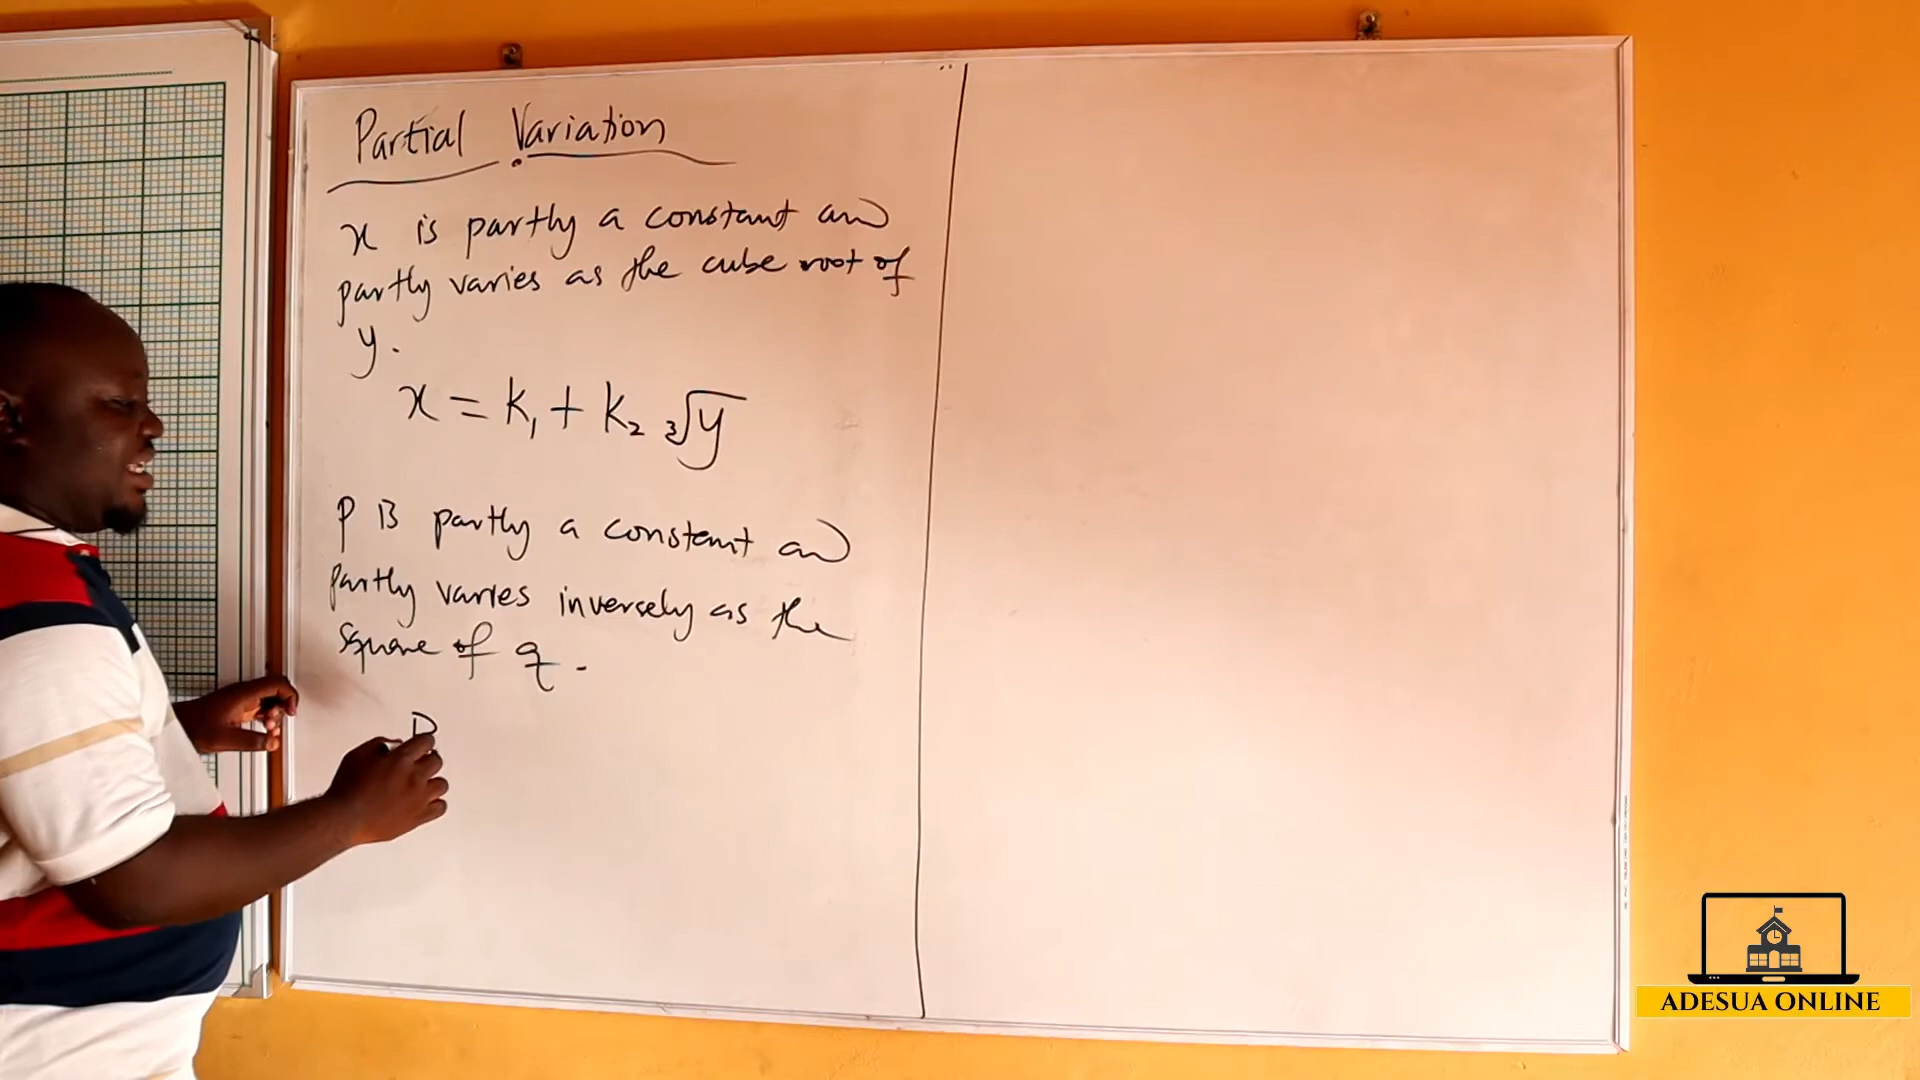 Partial Variation
x is partly a constant and
partly varies as the cube root of
y.
x = k₁ + k₂ ∛y
P is partly a constant and
partly varies inversely as the
square of q.
P
ADESUA ONLINE